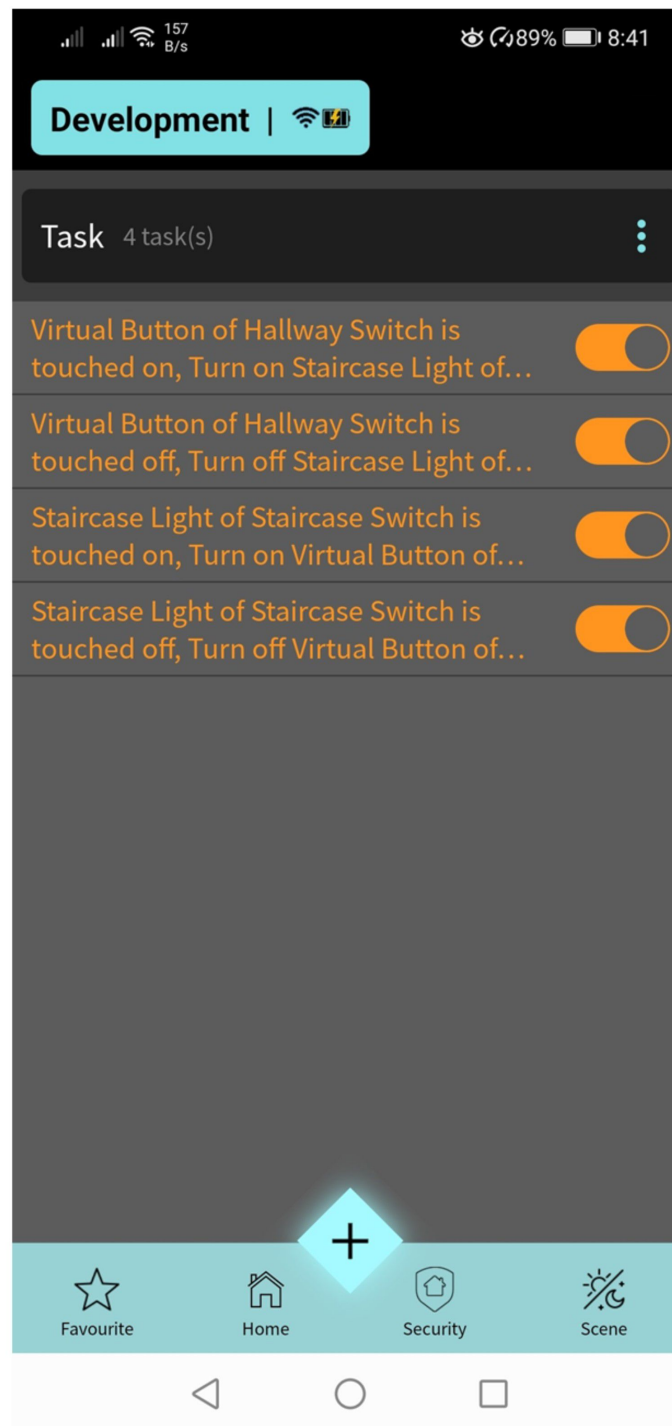 157
B/s
89%
8:41
Development |
Task 4 task(s)
Virtual Button of Hallway Switch is
touched on, Turn on Staircase Light of...
Virtual Button of Hallway Switch is
touched off, Turn off Staircase Light of...
Staircase Light of Staircase Switch is
touched on, Turn on Virtual Button of...
Staircase Light of Staircase Switch is
touched off, Turn off Virtual Button of...
Favourite
Home
Security
Scene